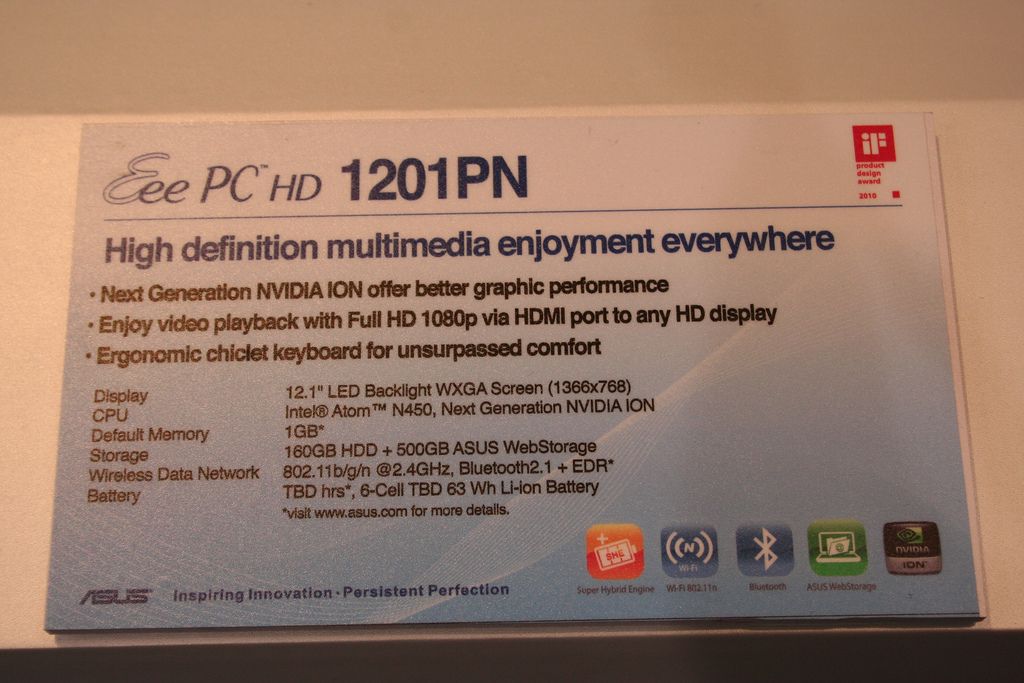 Eee PC™ HD 1201PN
iF
product
design
award
2010
High definition multimedia enjoyment everywhere
• Next Generation NVIDIA ION offer better graphic performance
• Enjoy video playback with Full HD 1080p via HDMI port to any HD display
• Ergonomic chiclet keyboard for unsurpassed comfort
Display 12.1" LED Backlight WXGA Screen (1366x768)
CPU Intel® Atom™ N450, Next Generation NVIDIA ION
Default Memory 1GB*
Storage 160GB HDD + 500GB ASUS WebStorage
Wireless Data Network 802.11b/g/n @2.4GHz, Bluetooth2.1 + EDR*
Battery TBD hrs*, 6-Cell TBD 63 Wh Li-ion Battery
*visit www.asus.com for more details.
SHE
N
Wi-Fi
NVIDIA
ION™
Super Hybrid Engine Wi-Fi 802.11n Bluetooth ASUS WebStorage
ASUS Inspiring Innovation • Persistent Perfection